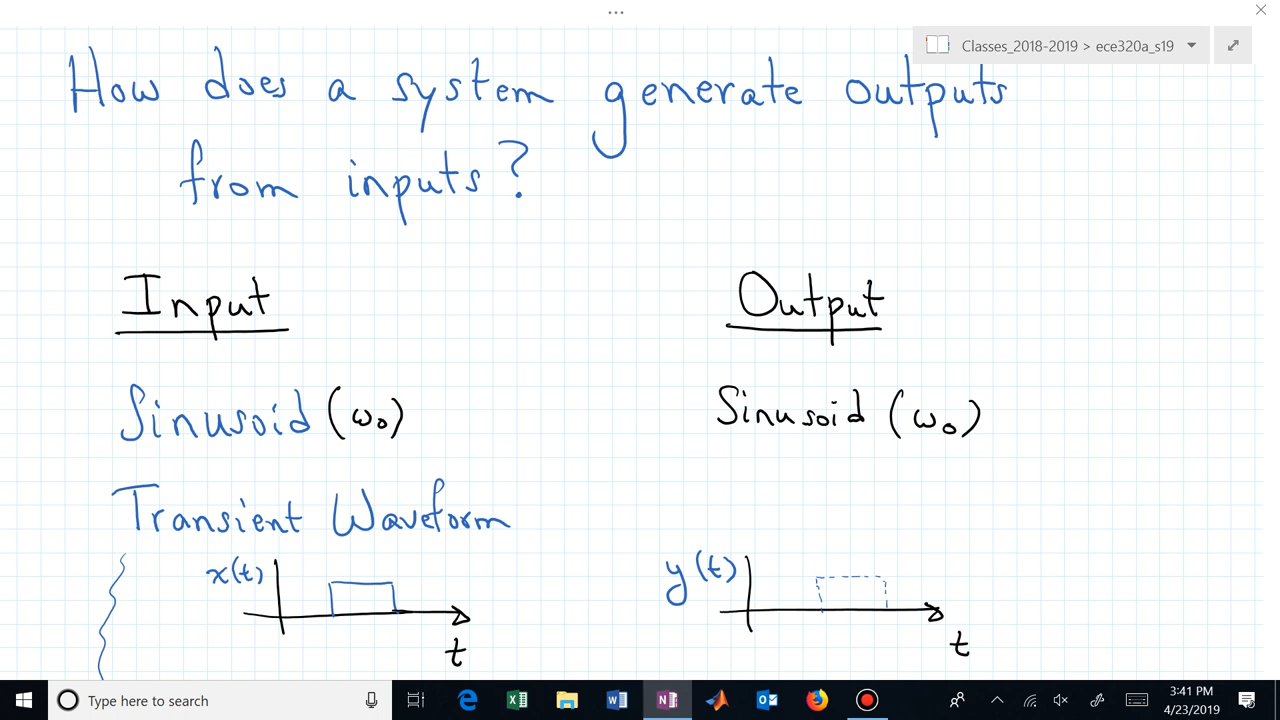 ...
Classes_2018-2019 > ece320a_s19
How does a system generate outputs
from inputs?
Input Output
Sinusoid (ω₀) Sinusoid (ω₀)
Transient Waveform
x(t) y(t)
t t
Type here to search
3:41 PM
4/23/2019